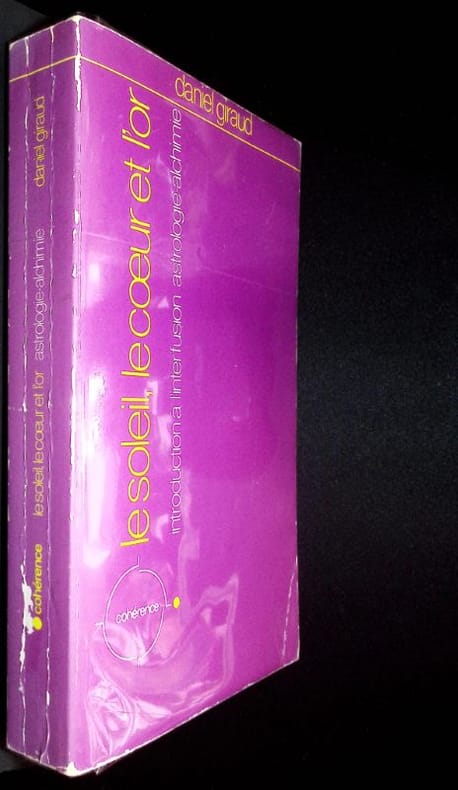 daniel giraud
le soleil, le cœur et l'or
introduction à l'interfusion astrologie-alchimie
cohérence
cohérence le soleil, le cœur et l'or astrologie-alchimie daniel giraud